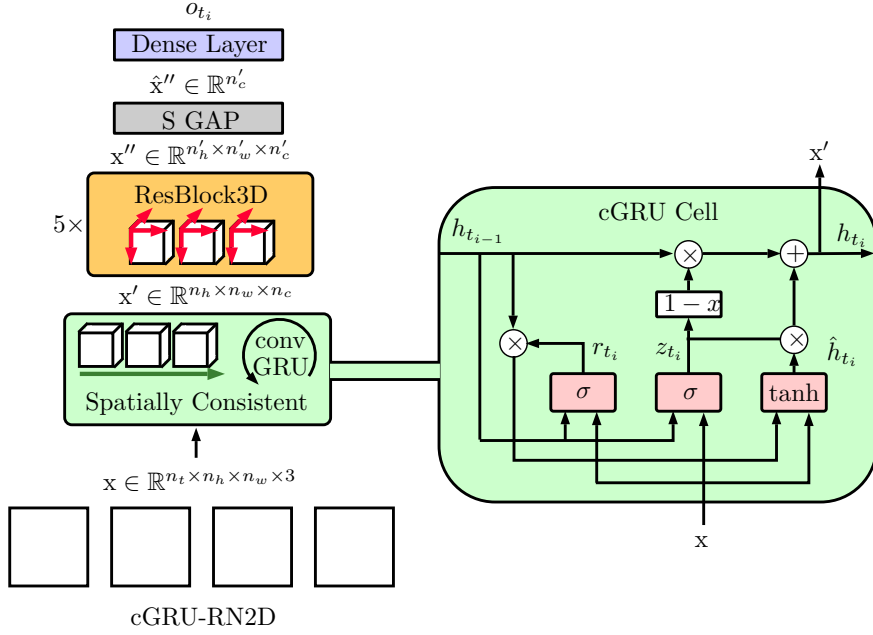 o_{t_i}
Dense Layer
x̂'' ∈ ℝ^{n'_c}
S GAP
x'' ∈ ℝ^{n'_h × n'_w × n'_c}
5×
ResBlock3D
x' ∈ ℝ^{n_h × n_w × n_c}
conv
GRU
Spatially Consistent
x ∈ ℝ^{n_t × n_h × n_w × 3}
cGRU-RN2D
x'
cGRU Cell
h_{t_{i-1}}
h_{t_i}
×
+
1 − x
×
×
r_{t_i}
z_{t_i}
ĥ_{t_i}
σ
σ
tanh
x